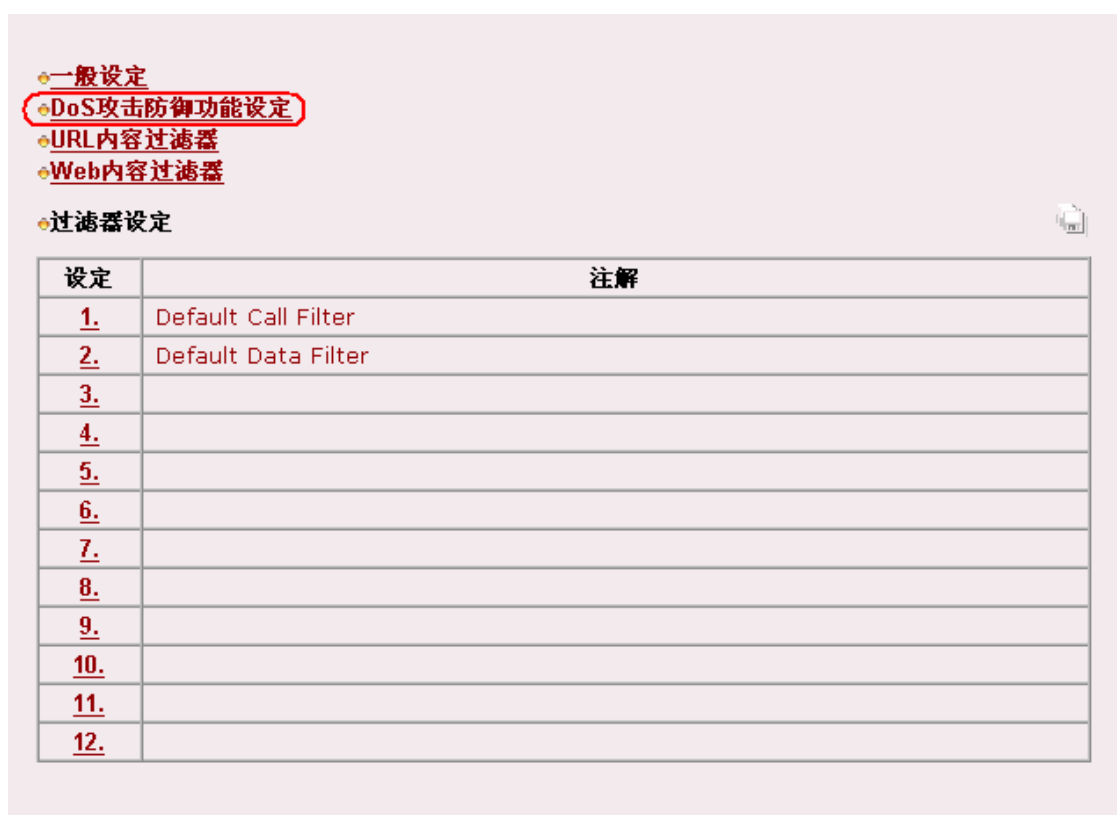 一般设定
DoS攻击防御功能设定
URL内容过滤器
Web内容过滤器
过滤器设定
设定 注解
1. Default Call Filter
2. Default Data Filter
3.
4.
5.
6.
7.
8.
9.
10.
11.
12.